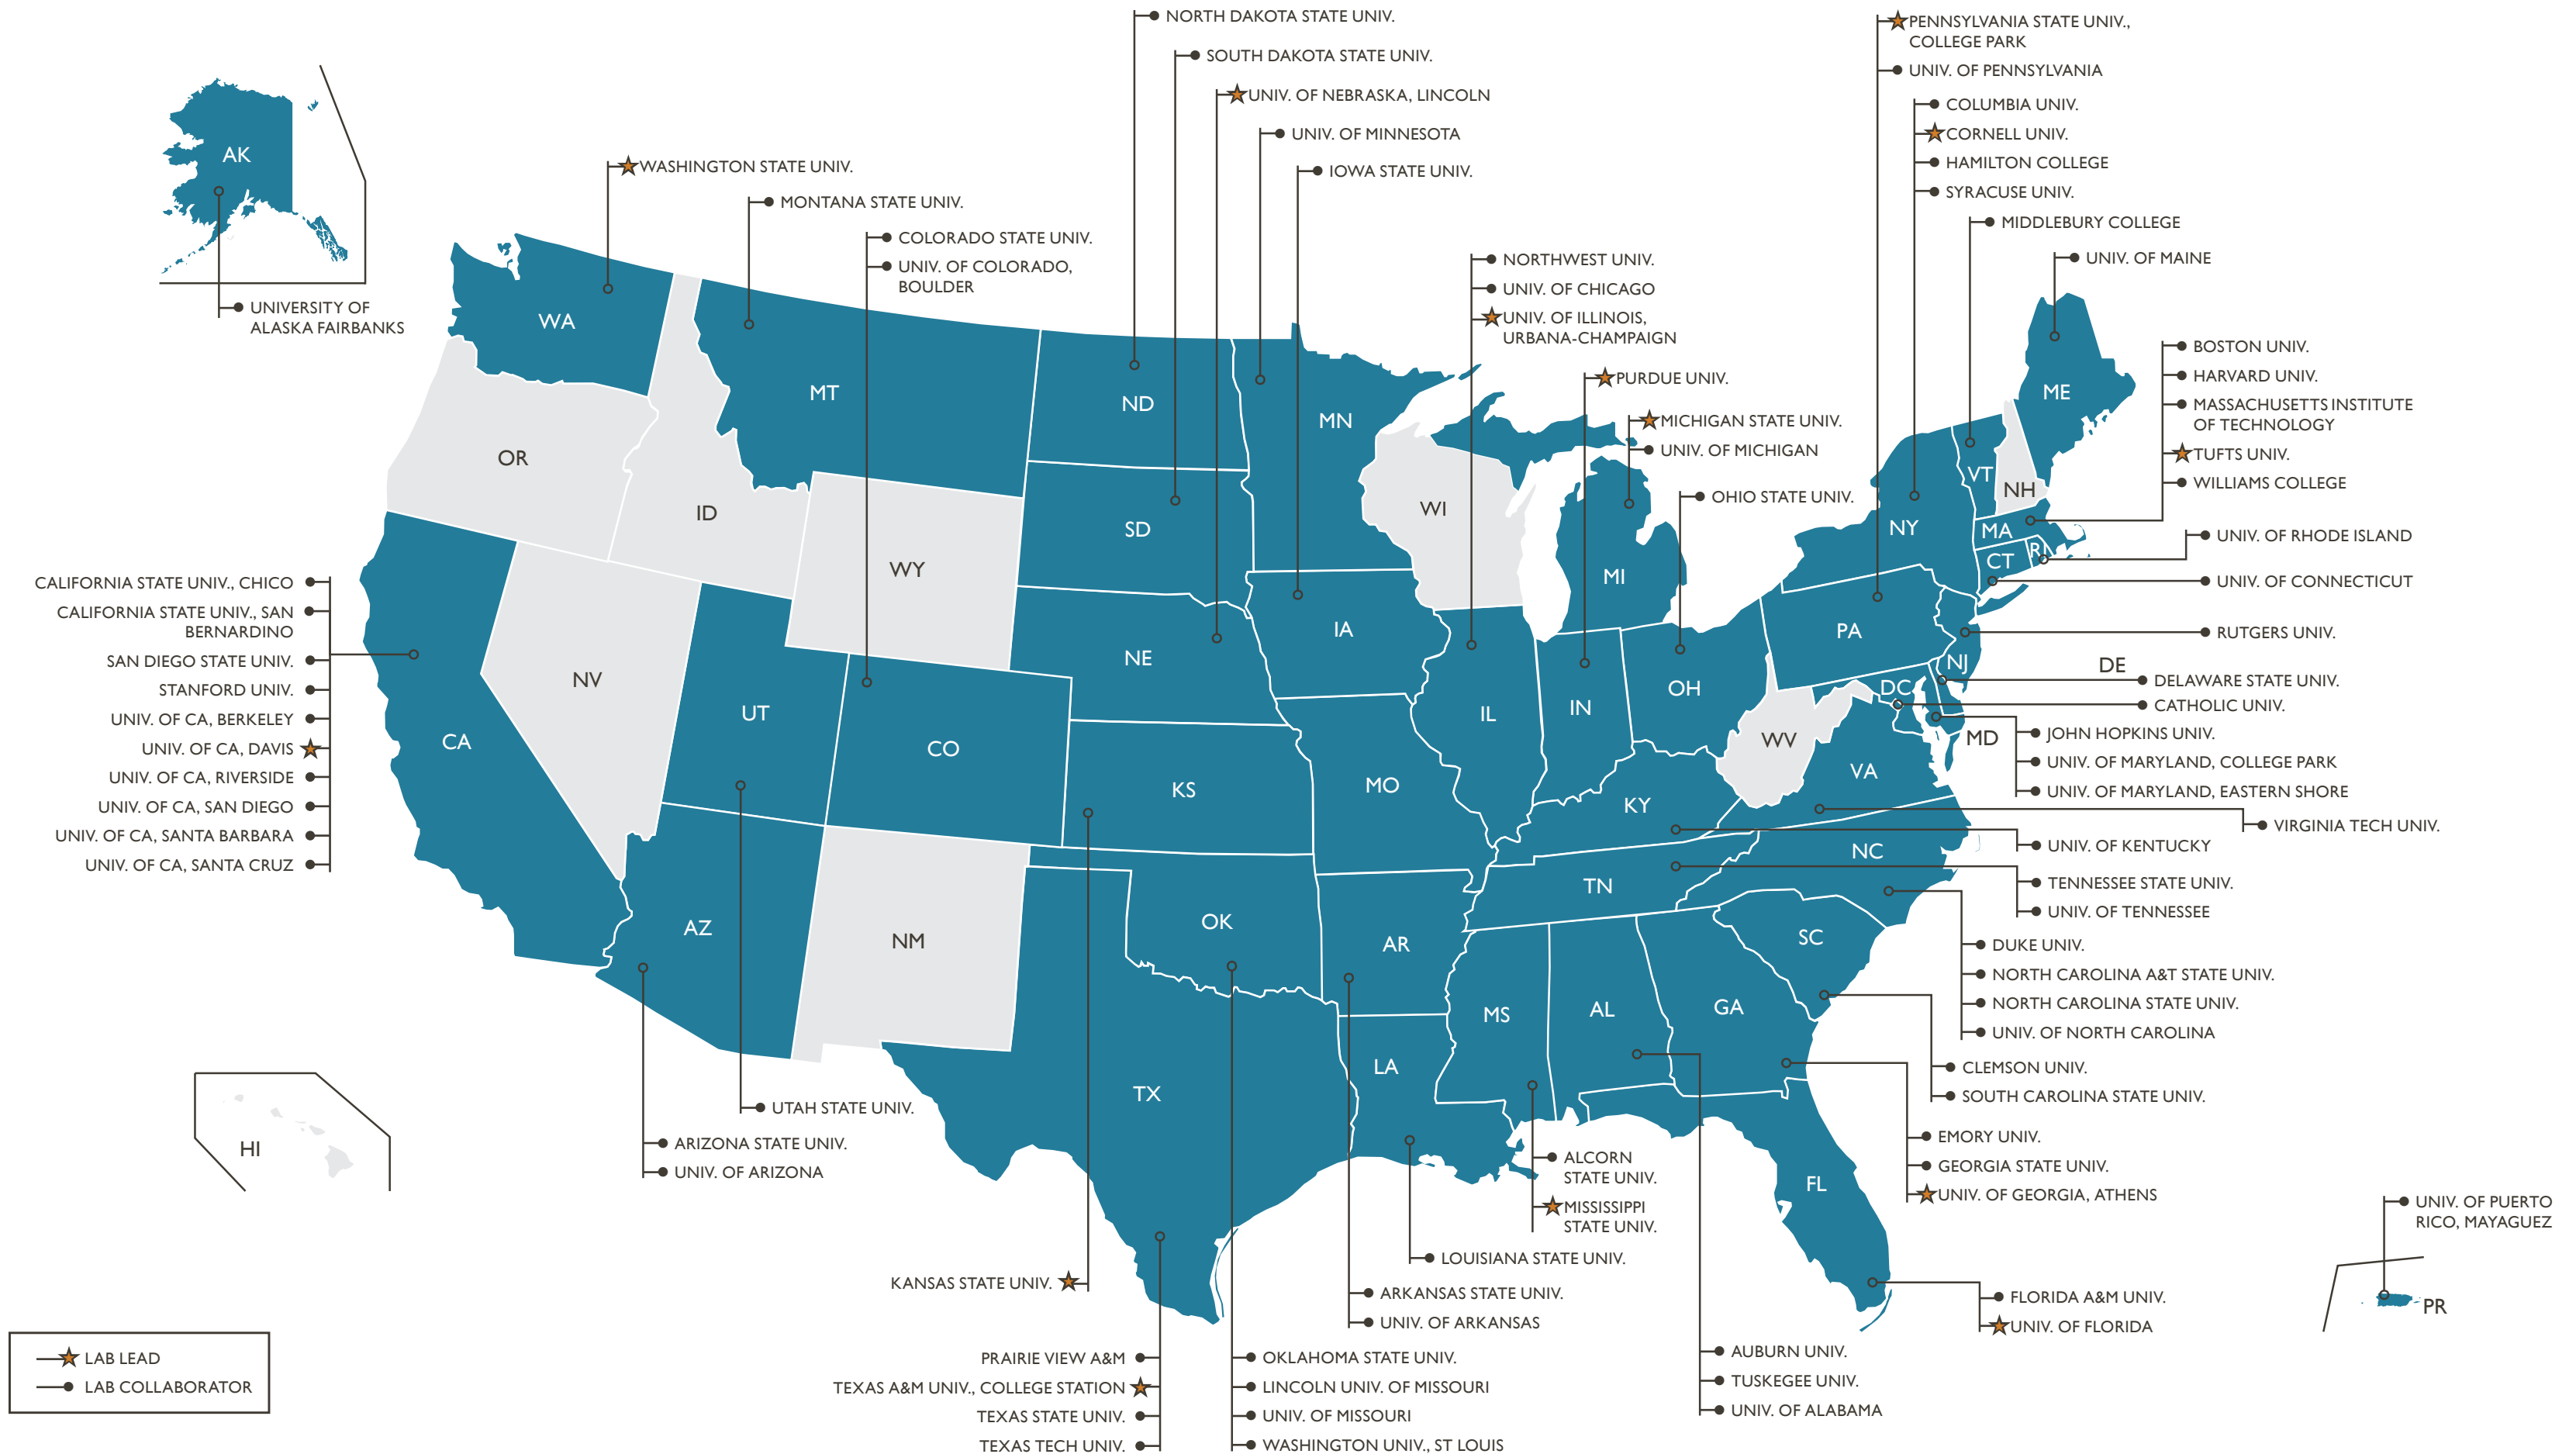 NORTH DAKOTA STATE UNIV.
SOUTH DAKOTA STATE UNIV.
UNIV. OF NEBRASKA, LINCOLN
UNIV. OF MINNESOTA
IOWA STATE UNIV.
PENNSYLVANIA STATE UNIV.,
COLLEGE PARK
UNIV. OF PENNSYLVANIA
COLUMBIA UNIV.
CORNELL UNIV.
HAMILTON COLLEGE
SYRACUSE UNIV.
MIDDLEBURY COLLEGE
UNIV. OF MAINE
AK
UNIVERSITY OF
ALASKA FAIRBANKS
WASHINGTON STATE UNIV.
MONTANA STATE UNIV.
COLORADO STATE UNIV.
UNIV. OF COLORADO,
BOULDER
NORTHWEST UNIV.
UNIV. OF CHICAGO
UNIV. OF ILLINOIS,
URBANA-CHAMPAIGN
PURDUE UNIV.
MICHIGAN STATE UNIV.
UNIV. OF MICHIGAN
OHIO STATE UNIV.
BOSTON UNIV.
HARVARD UNIV.
MASSACHUSETTS INSTITUTE
OF TECHNOLOGY
TUFTS UNIV.
WILLIAMS COLLEGE
UNIV. OF RHODE ISLAND
UNIV. OF CONNECTICUT
RUTGERS UNIV.
DE
DELAWARE STATE UNIV.
CATHOLIC UNIV.
MD
JOHN HOPKINS UNIV.
UNIV. OF MARYLAND, COLLEGE PARK
UNIV. OF MARYLAND, EASTERN SHORE
VIRGINIA TECH UNIV.
UNIV. OF KENTUCKY
TENNESSEE STATE UNIV.
UNIV. OF TENNESSEE
DUKE UNIV.
NORTH CAROLINA A&T STATE UNIV.
NORTH CAROLINA STATE UNIV.
UNIV. OF NORTH CAROLINA
CLEMSON UNIV.
SOUTH CAROLINA STATE UNIV.
EMORY UNIV.
GEORGIA STATE UNIV.
UNIV. OF GEORGIA, ATHENS
FLORIDA A&M UNIV.
UNIV. OF FLORIDA
UNIV. OF PUERTO
RICO, MAYAGUEZ
PR
WA
OR
ID
MT
WY
ND
SD
NE
MN
IA
WI
MI
IL
IN
OH
PA
NY
VT
NH
ME
MA
CT
RI
NJ
DC
CA
NV
UT
CO
KS
MO
KY
WV
VA
AZ
NM
OK
AR
TN
NC
SC
TX
LA
MS
AL
GA
FL
HI
CALIFORNIA STATE UNIV., CHICO
CALIFORNIA STATE UNIV., SAN
BERNARDINO
SAN DIEGO STATE UNIV.
STANFORD UNIV.
UNIV. OF CA, BERKELEY
UNIV. OF CA, DAVIS
UNIV. OF CA, RIVERSIDE
UNIV. OF CA, SAN DIEGO
UNIV. OF CA, SANTA BARBARA
UNIV. OF CA, SANTA CRUZ
UTAH STATE UNIV.
ARIZONA STATE UNIV.
UNIV. OF ARIZONA
KANSAS STATE UNIV.
PRAIRIE VIEW A&M
TEXAS A&M UNIV., COLLEGE STATION
TEXAS STATE UNIV.
TEXAS TECH UNIV.
OKLAHOMA STATE UNIV.
LINCOLN UNIV. OF MISSOURI
UNIV. OF MISSOURI
WASHINGTON UNIV., ST LOUIS
ARKANSAS STATE UNIV.
UNIV. OF ARKANSAS
LOUISIANA STATE UNIV.
ALCORN
STATE UNIV.
MISSISSIPPI
STATE UNIV.
AUBURN UNIV.
TUSKEGEE UNIV.
UNIV. OF ALABAMA
LAB LEAD
LAB COLLABORATOR